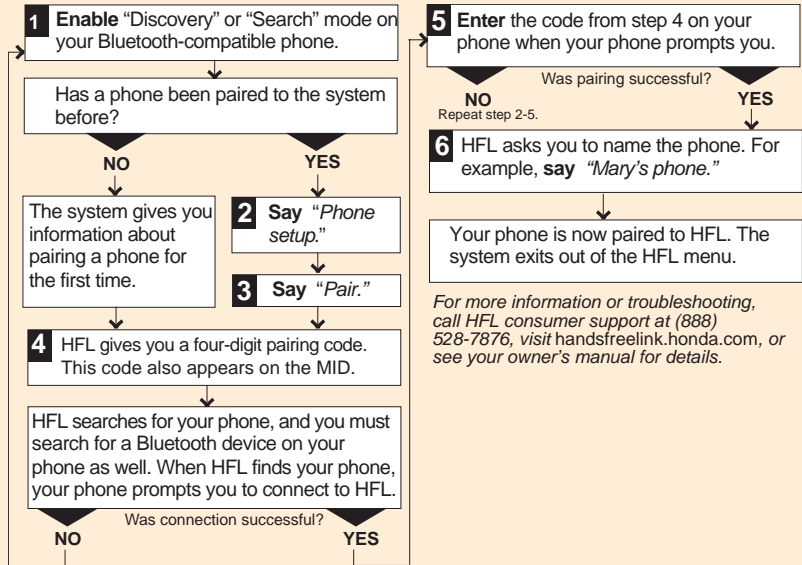 1 Enable “Discovery” or “Search” mode on
your Bluetooth-compatible phone.
Has a phone been paired to the system
before?
NO
YES
The system gives you
information about
pairing a phone for
the first time.
2 Say “Phone
setup.”
3 Say “Pair.”
4 HFL gives you a four-digit pairing code.
This code also appears on the MID.
HFL searches for your phone, and you must
search for a Bluetooth device on your
phone as well. When HFL finds your phone,
your phone prompts you to connect to HFL.
Was connection successful?
NO
YES
5 Enter the code from step 4 on your
phone when your phone prompts you.
Was pairing successful?
NO
Repeat step 2-5.
YES
6 HFL asks you to name the phone. For
example, say “Mary’s phone.”
Your phone is now paired to HFL. The
system exits out of the HFL menu.
For more information or troubleshooting,
call HFL consumer support at (888)
528-7876, visit handsfreelink.honda.com, or
see your owner’s manual for details.